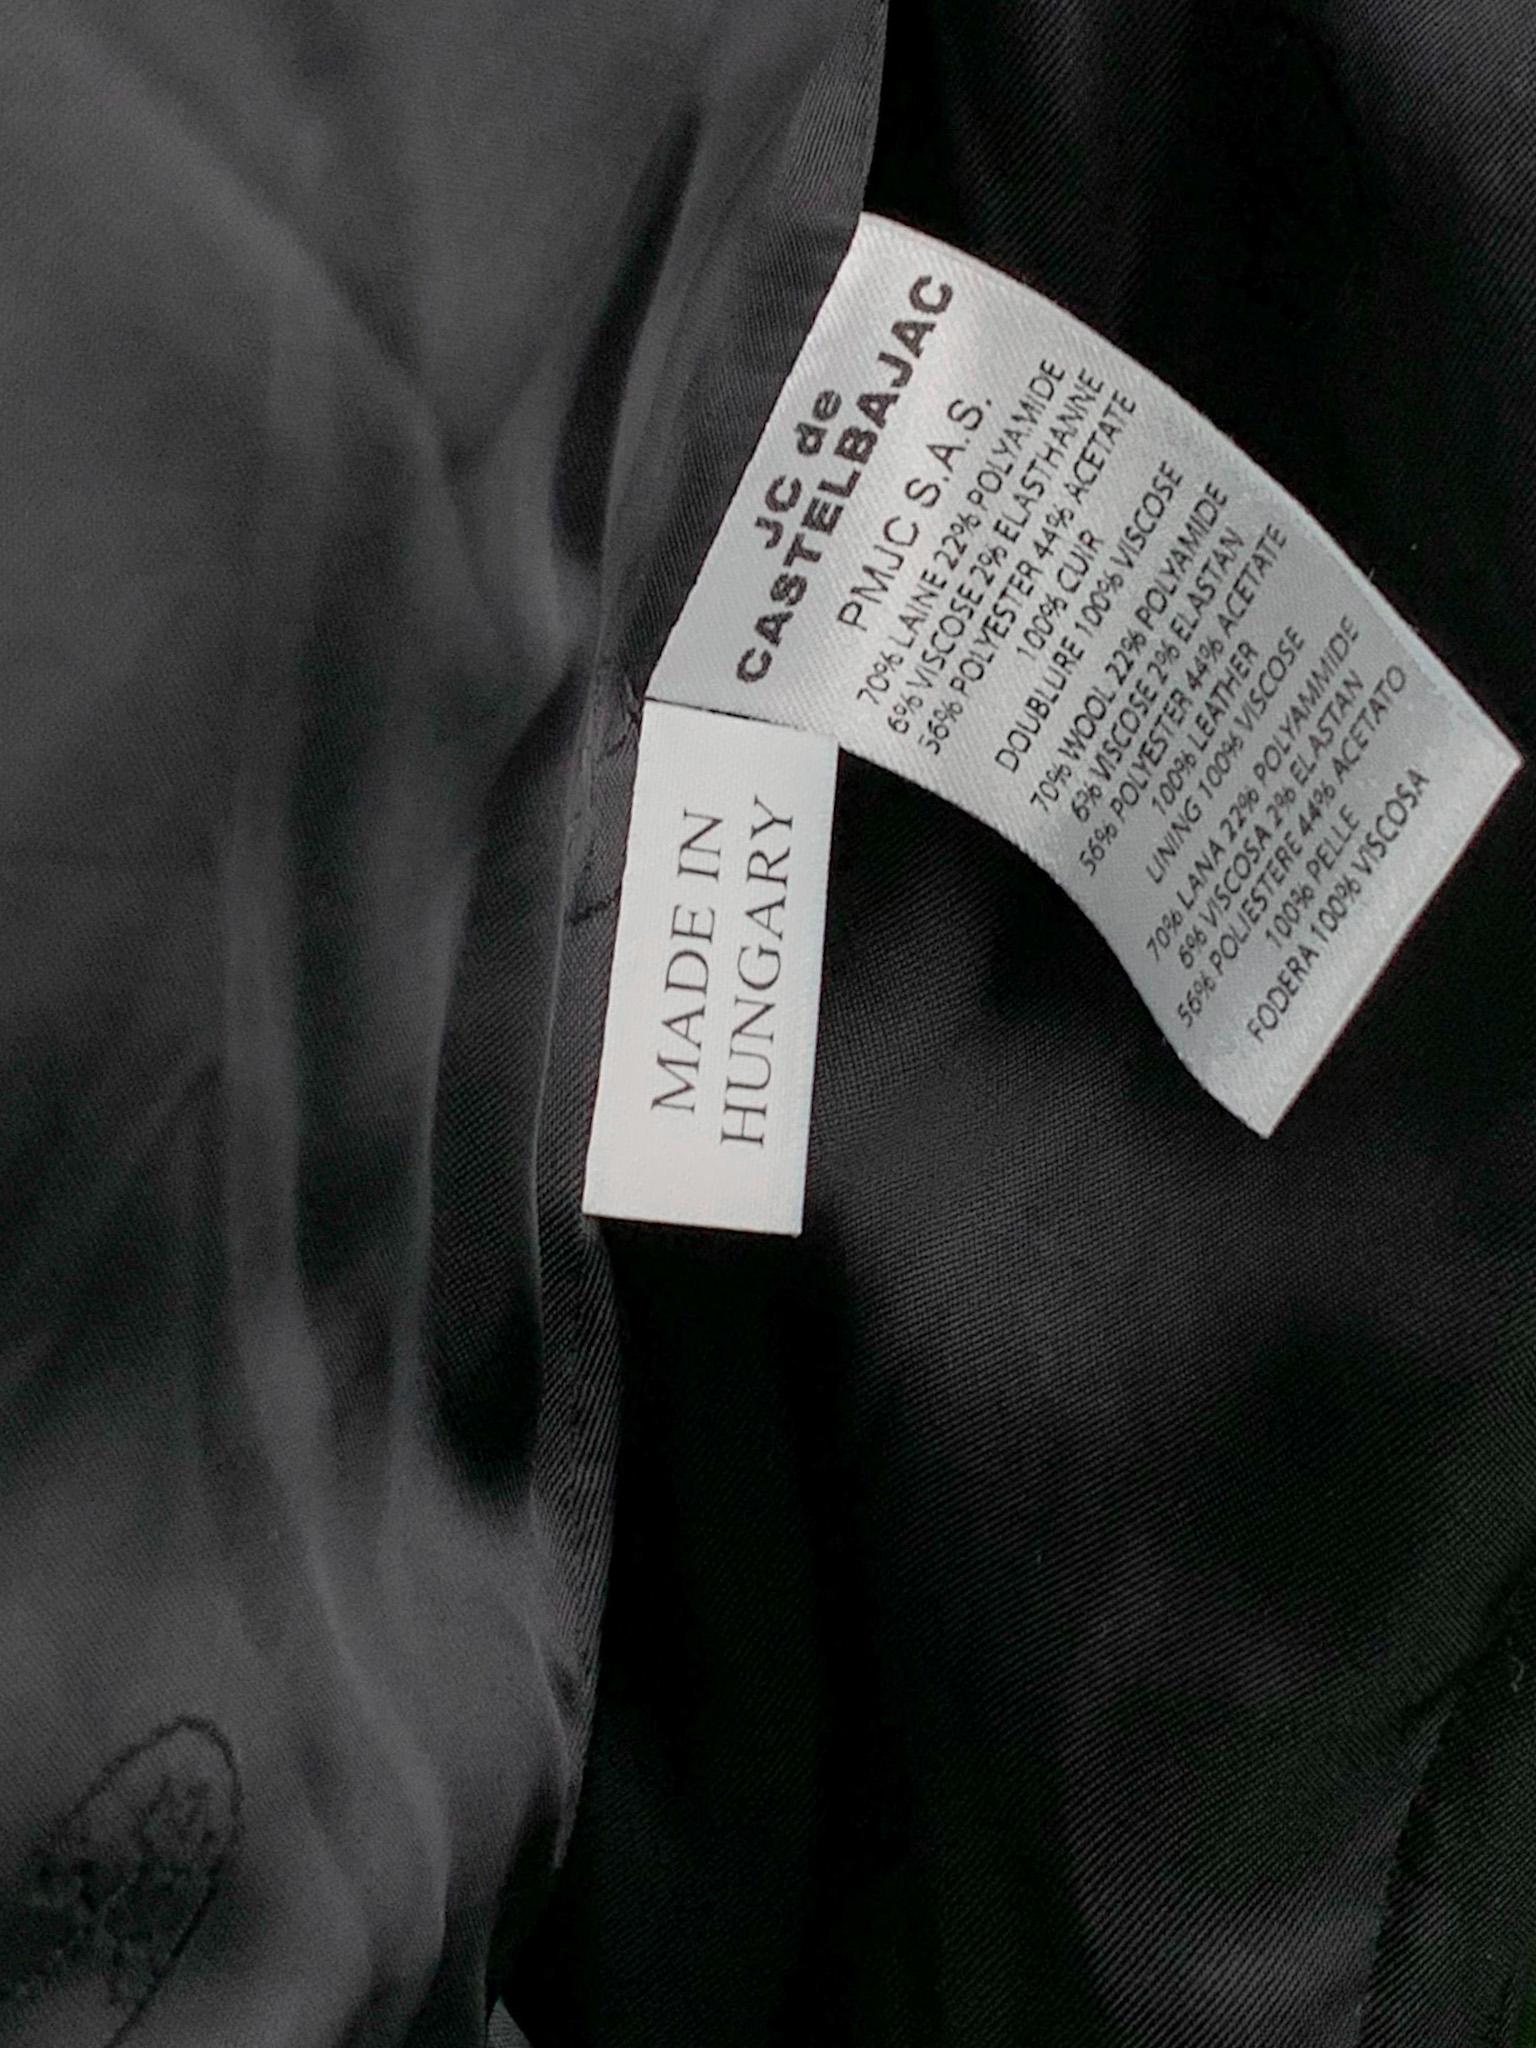 JC de
CASTELBAJAC
PMJC S.A.S.
70% LAINE 22% POLYAMIDE
6% VISCOSE 2% ELASTHANNE
56% POLYESTER 44% ACETATE
100% CUIR
DOUBLURE 100% VISCOSE
70% WOOL 22% POLYAMIDE
6% VISCOSE 2% ELASTAN
56% POLYESTER 44% ACETATE
100% LEATHER
LINING 100% VISCOSE
70% LANA 22% POLYAMMIDE
6% VISCOSA 2% ELASTAN
56% POLIESTERE 44% ACETATO
100% PELLE
FODERA 100% VISCOSA
MADE IN
HUNGARY